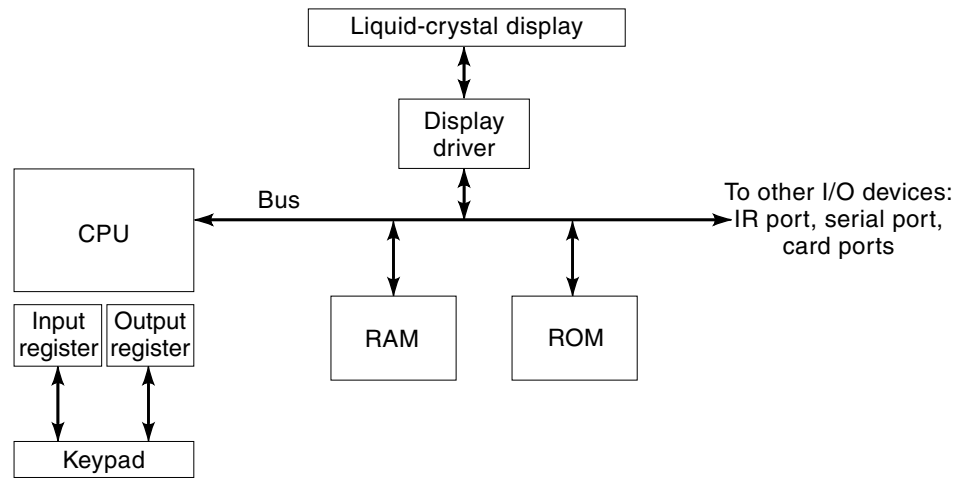 Liquid-crystal display
Display
driver
Bus
To other I/O devices:
IR port, serial port,
card ports
CPU
Input
register
Output
register
RAM
ROM
Keypad